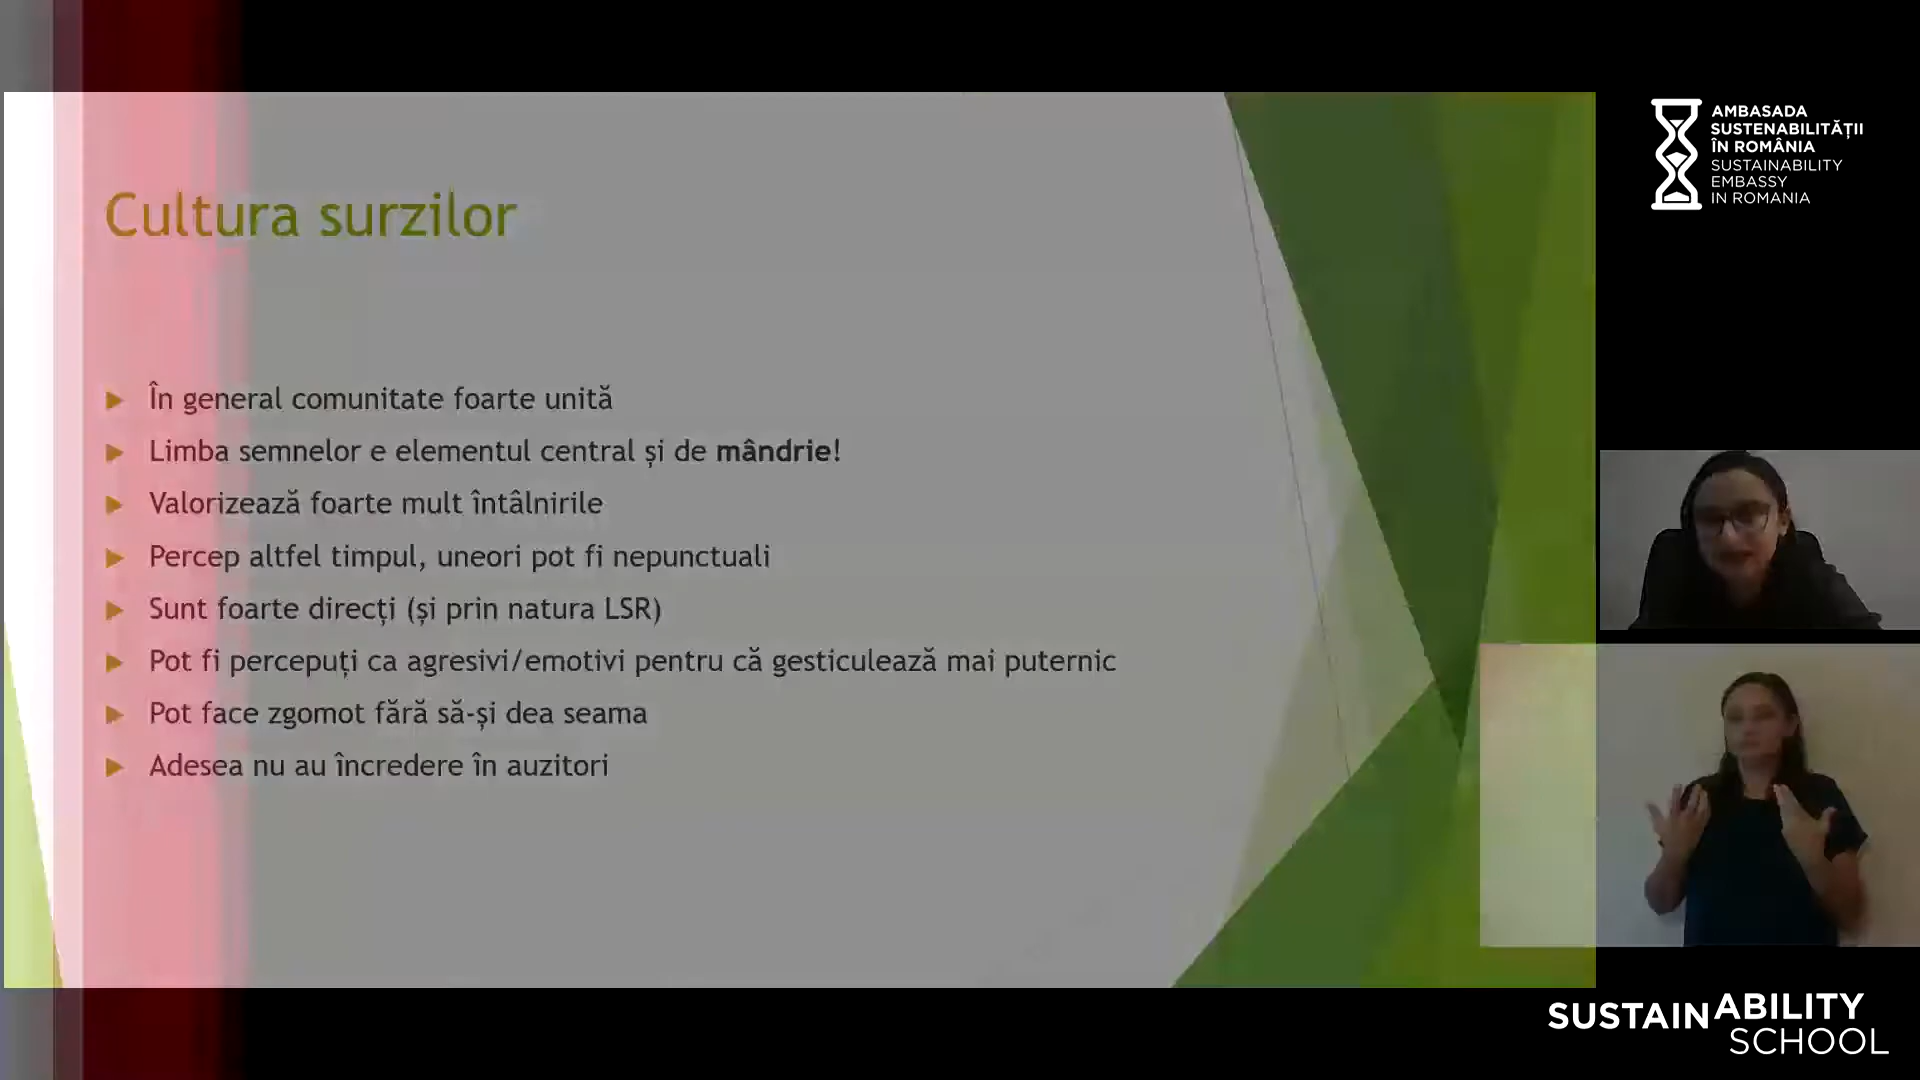 Cultura surzilor
În general comunitate foarte unită
Limba semnelor e elementul central și de mândrie!
Valorizează foarte mult întâlnirile
Percep altfel timpul, uneori pot fi nepunctuali
Sunt foarte direcți (și prin natura LSR)
Pot fi percepuți ca agresivi/emotivi pentru că gesticulează mai puternic
Pot face zgomot fără să-și dea seama
Adesea nu au încredere în auzitori
AMBASADA
SUSTENABILITĂȚII
ÎN ROMÂNIA
SUSTAINABILITY
EMBASSY
IN ROMANIA
SUSTAINABILITY
SCHOOL